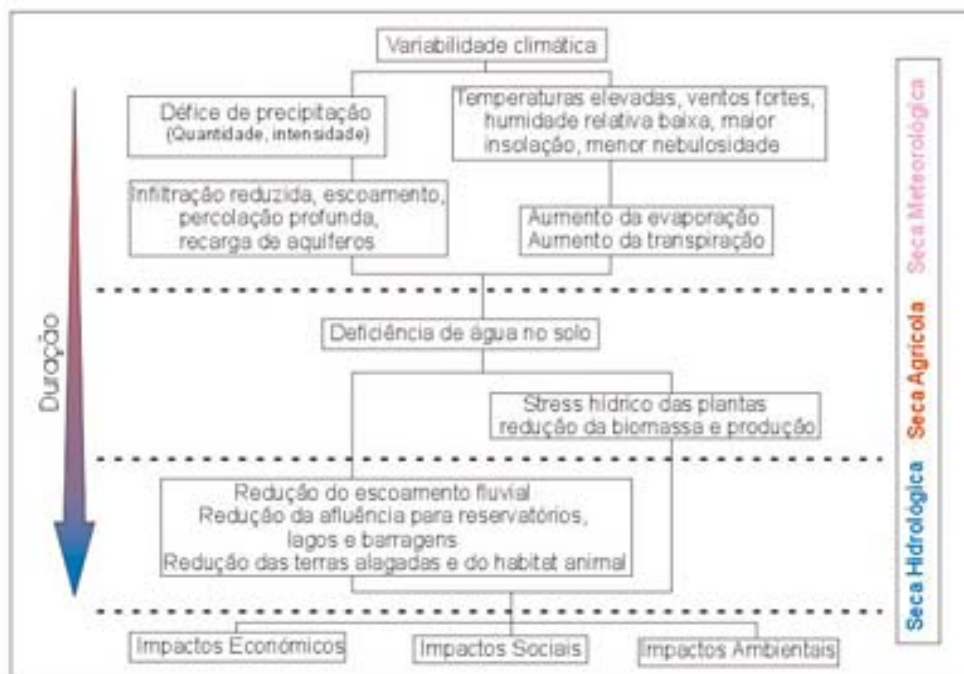 Variabilidade climática
Défice de precipitação
(Quantidade, intensidade)
Temperaturas elevadas, ventos fortes,
humidade relativa baixa, maior
insolação, menor nebulosidade
Infiltração reduzida, escoamento,
percolação profunda,
recarga de aquíferos
Aumento da evaporação
Aumento da transpiração
Deficiência de água no solo
Stress hídrico das plantas
redução da biomassa e produção
Redução do escoamento fluvial
Redução da afluência para reservatórios,
lagos e barragens
Redução das terras alagadas e do habitat animal
Impactos Económicos
Impactos Sociais
Impactos Ambientais
Duração
Seca Meteorológica
Seca Agrícola
Seca Hidrológica